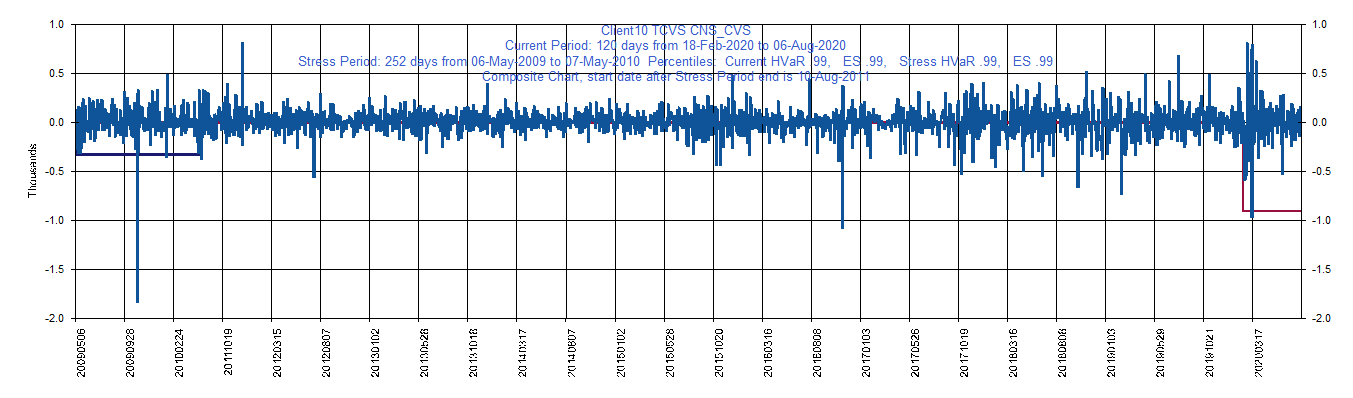 Client10 TCVS CNS_CVS
Current Period: 120 days from 18-Feb-2020 to 06-Aug-2020
Stress Period: 252 days from 06-May-2009 to 07-May-2010 Percentiles: Current HVaR .99, ES .99, Stress HVaR .99, ES .99
Composite Chart, start date after Stress Period end is 10-Aug-2011
1.0 1.0
0.5 0.5
0.0 0.0
-0.5 -0.5
-1.0 -1.0
-1.5 -1.5
-2.0 -2.0
Thousands
20090506 20090928 20100224 20111019 20120315 20120807 20130102 20130528 20131018 20140317 20140807 20150102 20150528 20151020 20160316 20160808 20170103 20170526 20171019 20180316 20180808 20190103 20190529 20191021 20200317